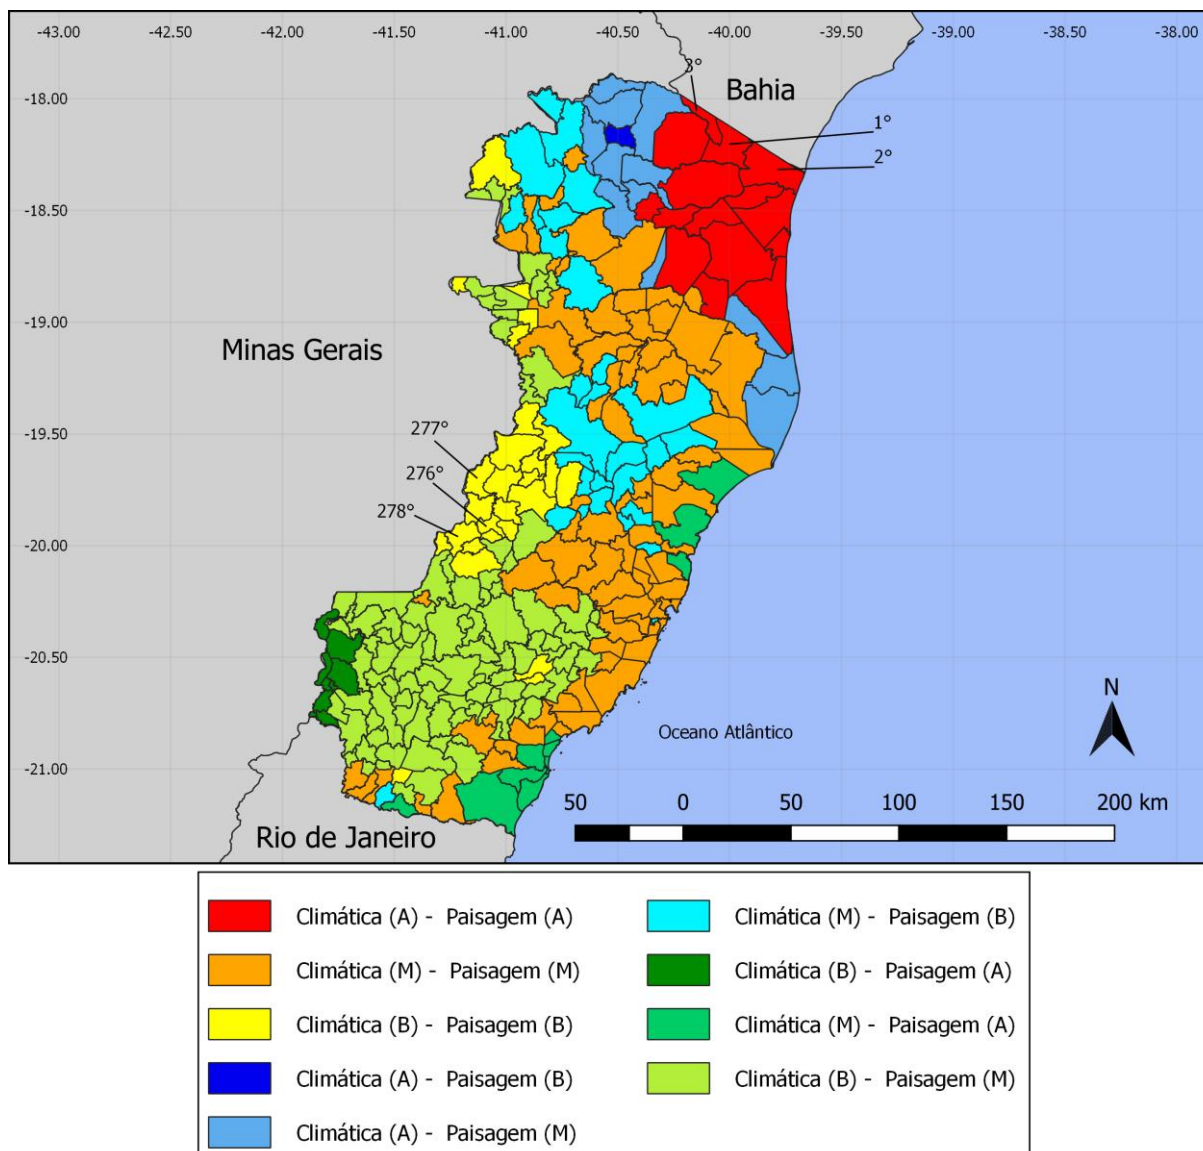 -43.00 -42.50 -42.00 -41.50 -41.00 -40.50 -40.00 -39.50 -39.00 -38.50 -38.00
3°
Bahia
-18.00
1°
2°
-18.50
-19.00
Minas Gerais
-19.50
277°
276°
278°
-20.00
-20.50
Oceano Atlântico
N
-21.00
50 0 50 100 150 200 km
Rio de Janeiro
Climática (A) - Paisagem (A)
Climática (M) - Paisagem (M)
Climática (B) - Paisagem (B)
Climática (A) - Paisagem (B)
Climática (A) - Paisagem (M)
Climática (M) - Paisagem (B)
Climática (B) - Paisagem (A)
Climática (M) - Paisagem (A)
Climática (B) - Paisagem (M)